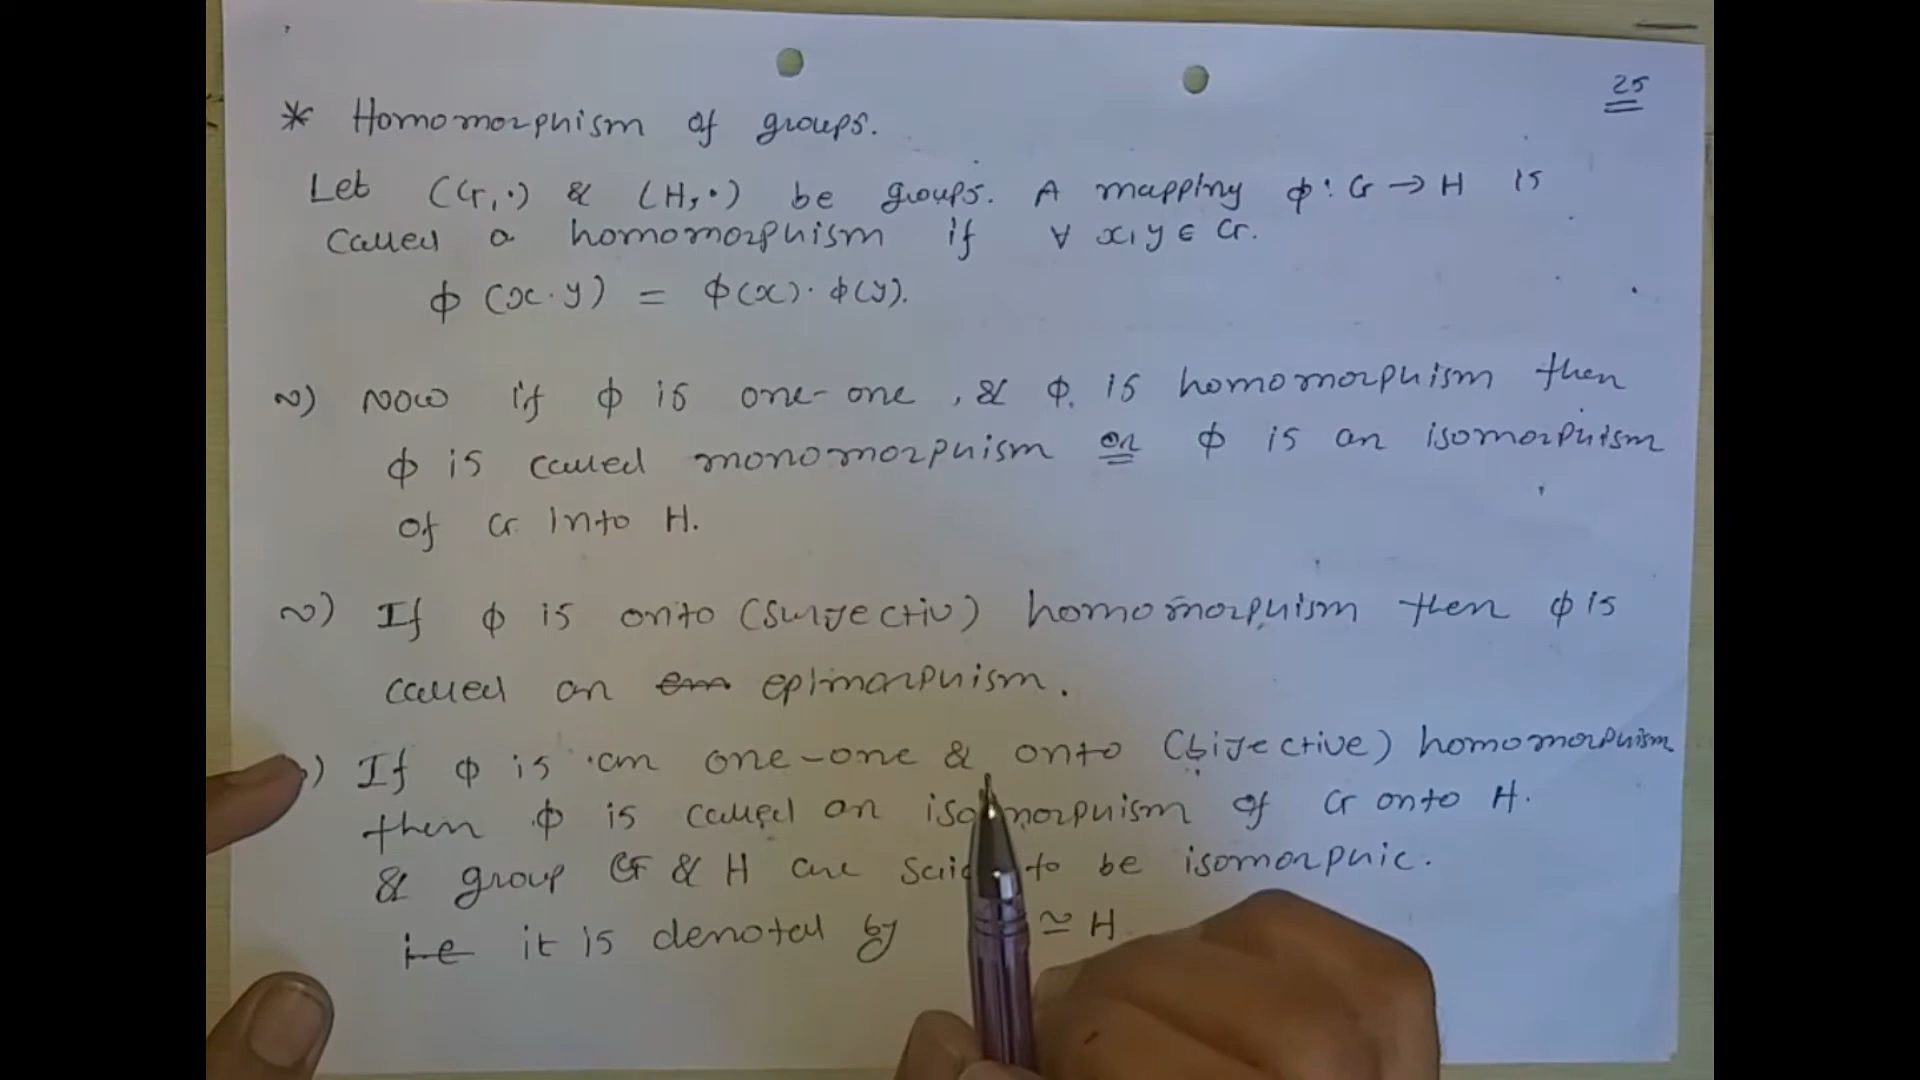 25
* Homomorphism of groups.
Let (G,·) & (H,·) be groups. A mapping ϕ: G → H is
called a homomorphism if ∀ x,y ∈ G.
ϕ (x·y) = ϕ(x)·ϕ(y).
~) Now if ϕ is one-one, & ϕ. is homomorphism then
ϕ is called monomorphism or ϕ is an isomorphism
of G into H.
~) If ϕ is onto (surjectiv) homomorphism then ϕ is
called an em epimorphism.
) If ϕ is an one-one & onto (bijective) homomorphism
then ϕ is called an isomorphism of G onto H.
& group G & H are said to be isomorphic.
i.e it is denoted by ≃ H